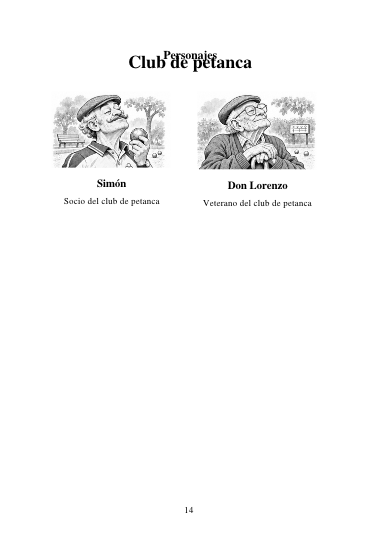 Personajes
Club de petanca
Simón
Don Lorenzo
Socio del club de petanca
Veterano del club de petanca
14